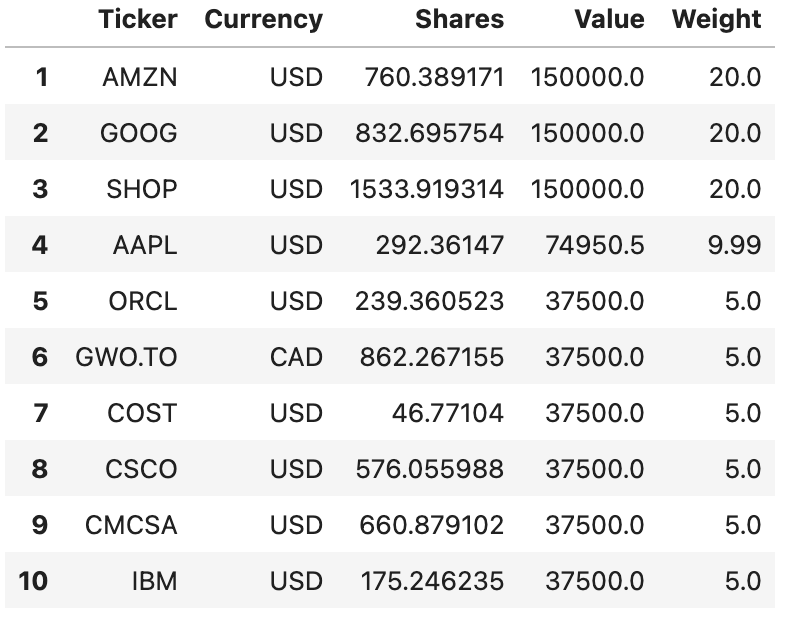 Ticker Currency Shares Value Weight
1 AMZN USD 760.389171 150000.0 20.0
2 GOOG USD 832.695754 150000.0 20.0
3 SHOP USD 1533.919314 150000.0 20.0
4 AAPL USD 292.36147 74950.5 9.99
5 ORCL USD 239.360523 37500.0 5.0
6 GWO.TO CAD 862.267155 37500.0 5.0
7 COST USD 46.77104 37500.0 5.0
8 CSCO USD 576.055988 37500.0 5.0
9 CMCSA USD 660.879102 37500.0 5.0
10 IBM USD 175.246235 37500.0 5.0